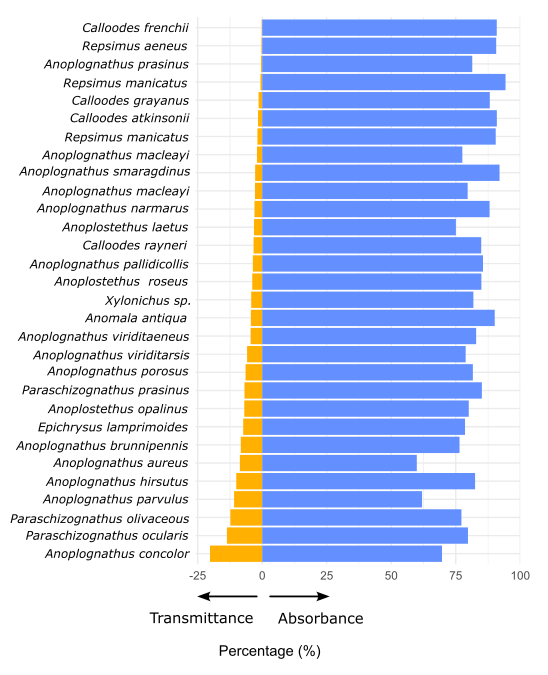 Calloodes frenchii
Repsimus aeneus
Anoplognathus prasinus
Repsimus manicatus
Calloodes grayanus
Calloodes atkinsonii
Repsimus manicatus
Anoplognathus macleayi
Anoplognathus smaragdinus
Anoplognathus macleayi
Anoplognathus narmarus
Anoplostethus laetus
Calloodes rayneri
Anoplognathus pallidicollis
Anoplostethus roseus
Xylonichus sp.
Anomala antiqua
Anoplognathus viriditaeneus
Anoplognathus viriditarsis
Anoplognathus porosus
Paraschizognathus prasinus
Anoplostethus opalinus
Epichrysus lamprimoides
Anoplognathus brunnipennis
Anoplognathus aureus
Anoplognathus hirsutus
Anoplognathus parvulus
Paraschizognathus olivaceous
Paraschizognathus ocularis
Anoplognathus concolor
-25 0 25 50 75 100
Transmittance Absorbance
Percentage (%)